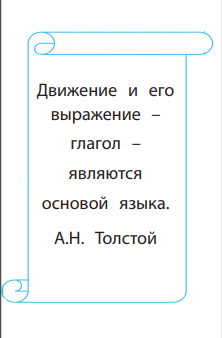 Движение и его
выражение –
глагол –
являются
основой языка.
А.Н. Толстой